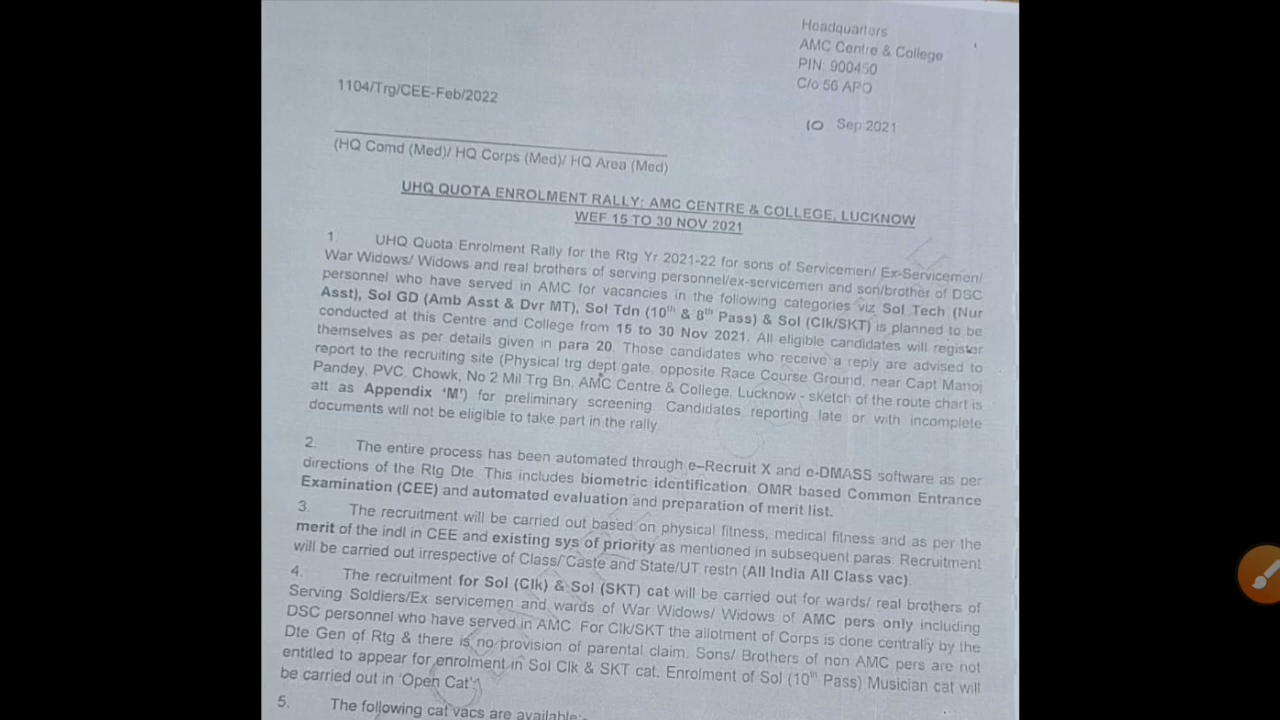 Headquarters
AMC Centre & College
PIN: 900450
C/o 56 APO
1104/Trg/CEE-Feb/2022
10 Sep 2021
(HQ Comd (Med)/ HQ Corps (Med)/ HQ Area (Med)
UHQ QUOTA ENROLMENT RALLY: AMC CENTRE & COLLEGE, LUCKNOW
WEF 15 TO 30 NOV 2021
1. UHQ Quota Enrolment Rally for the Rtg Yr 2021-22 for sons of Servicemen/ Ex-Servicemen/
War Widows/ Widows and real brothers of serving personnel/ex-servicemen and son/brother of DSC
personnel who have served in AMC for vacancies in the following categories viz Sol Tech (Nur
Asst), Sol GD (Amb Asst & Dvr MT), Sol Tdn (10th & 8th Pass) & Sol (Clk/SKT) is planned to be
conducted at this Centre and College from 15 to 30 Nov 2021. All eligible candidates will register
themselves as per details given in para 20. Those candidates who receive a reply are advised to
report to the recruiting site (Physical trg dept gate, opposite Race Course Ground, near Capt Manoj
Pandey, PVC, Chowk, No 2 Mil Trg Bn, AMC Centre & College, Lucknow - sketch of the route chart is
att as Appendix 'M') for preliminary screening. Candidates reporting late or with incomplete
documents will not be eligible to take part in the rally.
2. The entire process has been automated through e–Recruit X and e-DMASS software as per
directions of the Rtg Dte. This includes biometric identification, OMR based Common Entrance
Examination (CEE) and automated evaluation and preparation of merit list.
3. The recruitment will be carried out based on physical fitness, medical fitness and as per the
merit of the indl in CEE and existing sys of priority as mentioned in subsequent paras. Recruitment
will be carried out irrespective of Class/ Caste and State/UT restn (All India All Class vac).
4. The recruitment for Sol (Clk) & Sol (SKT) cat will be carried out for wards/ real brothers of
Serving Soldiers/Ex servicemen and wards of War Widows/ Widows of AMC pers only including
DSC personnel who have served in AMC. For Clk/SKT the allotment of Corps is done centrally by the
Dte Gen of Rtg & there is no provision of parental claim. Sons/ Brothers of non AMC pers are not
entitled to appear for enrolment in Sol Clk & SKT cat. Enrolment of Sol (10th Pass) Musician cat will
be carried out in 'Open Cat'.
5. The following cat vacs are available:-